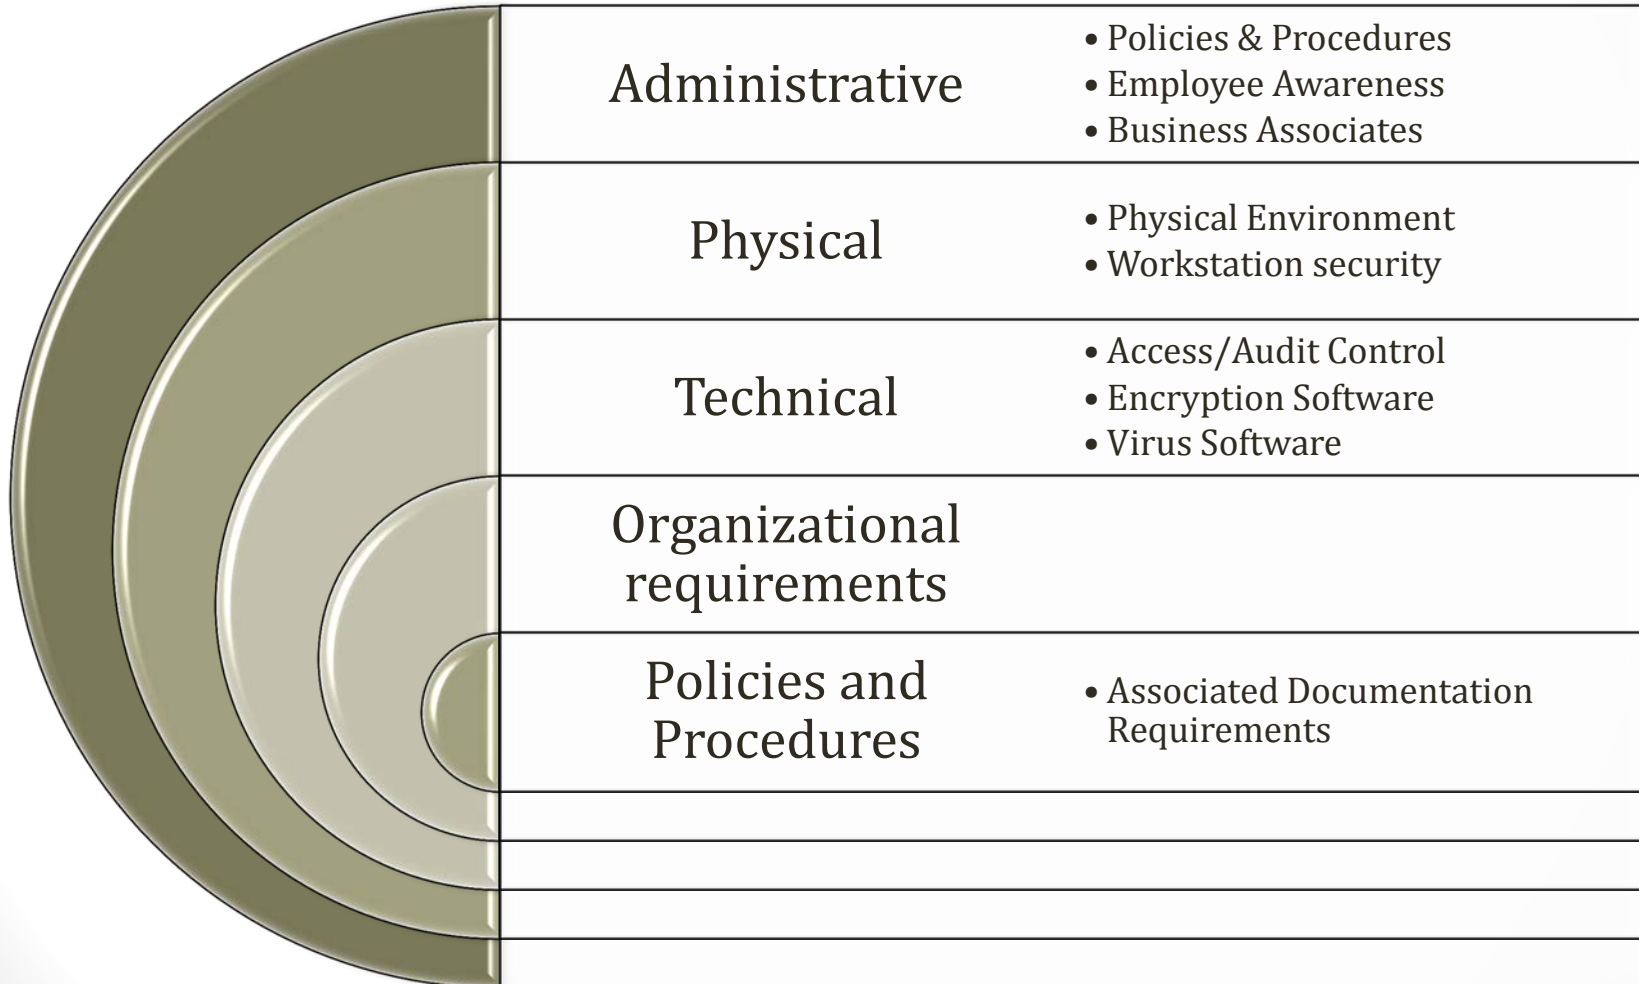 Administrative
• Policies & Procedures
• Employee Awareness
• Business Associates
Physical
• Physical Environment
• Workstation security
Technical
• Access/Audit Control
• Encryption Software
• Virus Software
Organizational
requirements
Policies and
Procedures
• Associated Documentation
Requirements